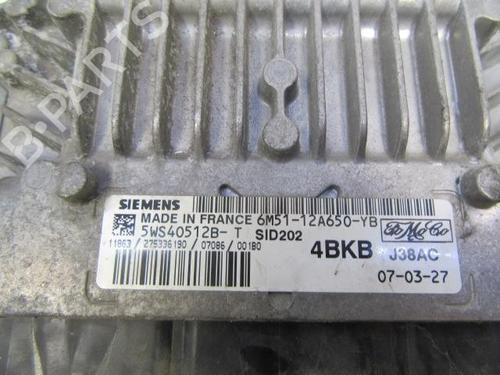 B-PARTS
SIEMENS
MADE IN FRANCE 6M51-12A650-YB
5WS40512B- T SID202
11863 / 275336190 / 07086 / 00180
4BKB J38AC
FoMoCo
07-03-27